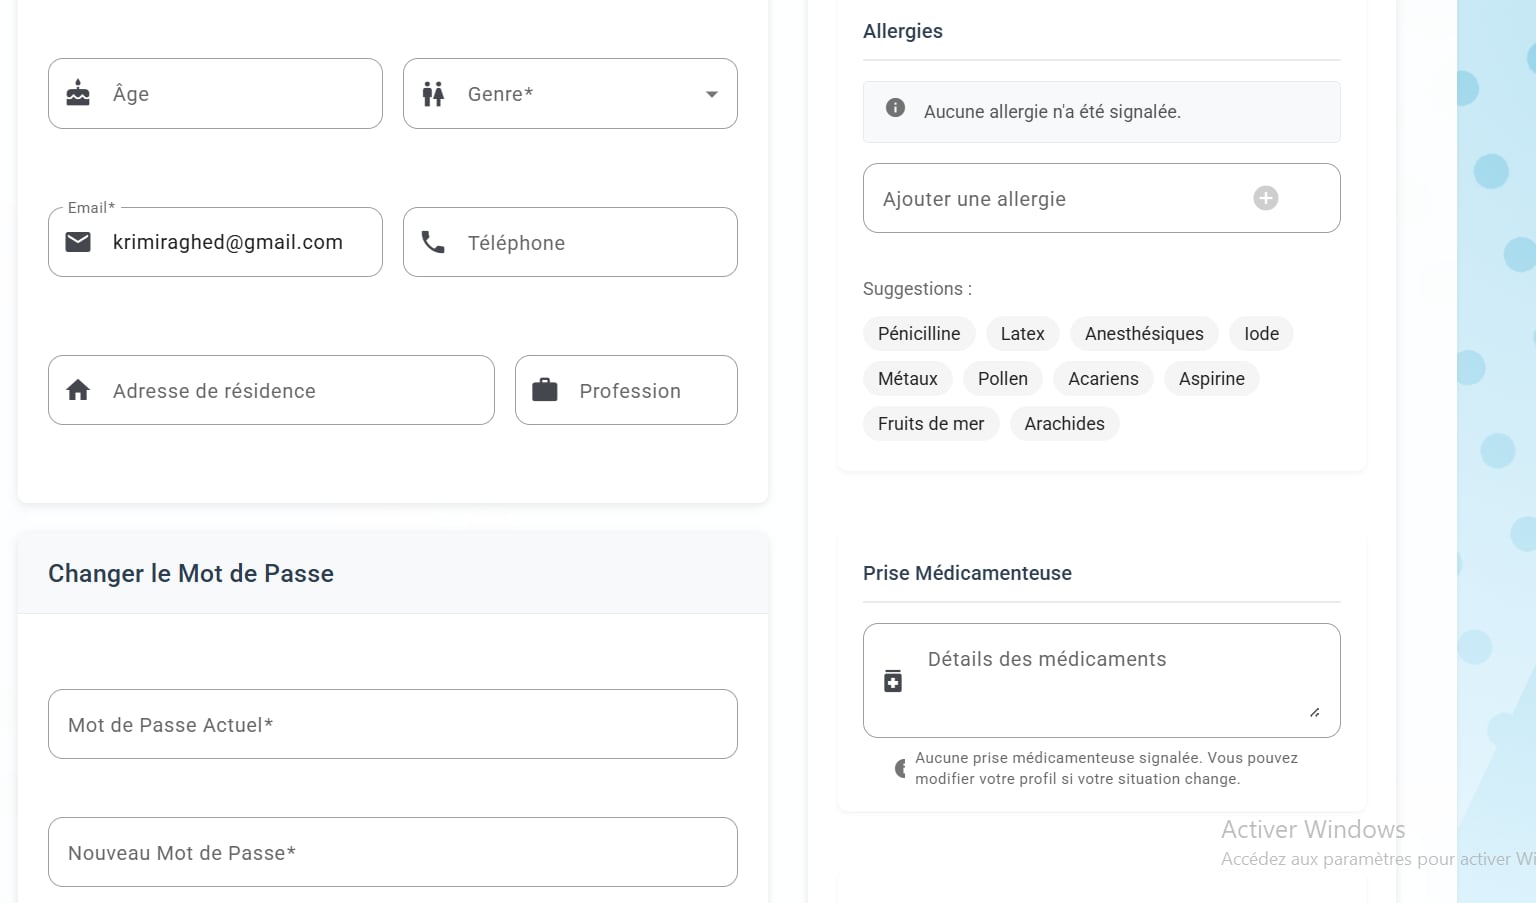 Âge
Genre*
Email*
krimiraghed@gmail.com
Téléphone
Adresse de résidence
Profession
Changer le Mot de Passe
Mot de Passe Actuel*
Nouveau Mot de Passe*
Allergies
Aucune allergie n'a été signalée.
Ajouter une allergie
Suggestions :
Pénicilline
Latex
Anesthésiques
Iode
Métaux
Pollen
Acariens
Aspirine
Fruits de mer
Arachides
Prise Médicamenteuse
Détails des médicaments
Aucune prise médicamenteuse signalée. Vous pouvez
modifier votre profil si votre situation change.
Activer Windows
Accédez aux paramètres pour activer Wi